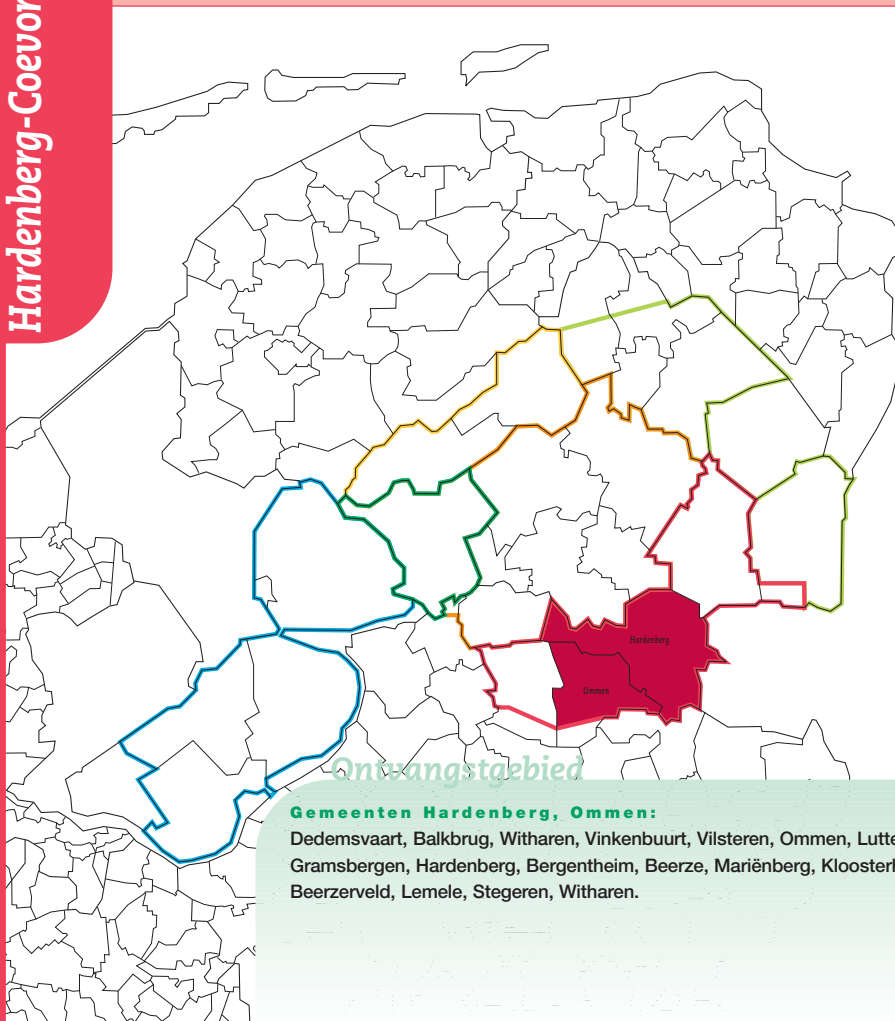 Hardenberg-Coevor
Hardenberg
Ommen
Ontvangstgebied
Gemeenten Hardenberg, Ommen:
Dedemsvaart, Balkbrug, Witharen, Vinkenbuurt, Vilsteren, Ommen, Lutte
Gramsbergen, Hardenberg, Bergentheim, Beerze, Mariënberg, Kloosterh
Beerzerveld, Lemele, Stegeren, Witharen.